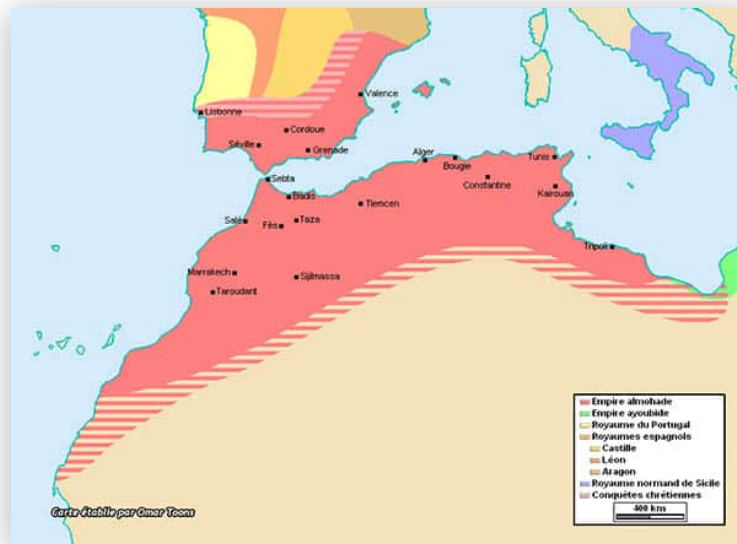 Valence
Lisbonne
Cordoue
Séville
Grenade
Alger
Bougie
Tunis
Sebta
Constantine
Kairouan
Badis
Tlemcen
Salé
Fès
Taza
Tripoli
Marrakech
Sijilmassa
Taroudant
Empire almohade
Empire ayoubide
Royaume du Portugal
Royaumes espagnols
Castille
Léon
Aragon
Royaume normand de Sicile
Conquêtes chrétiennes
400 km
Carte établie par Omar Toons